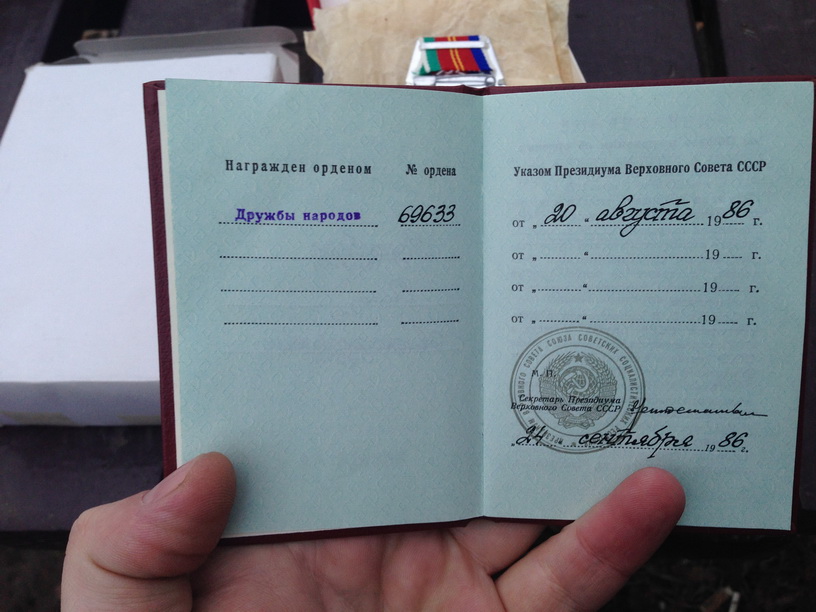 Награжден орденом
№ ордена
Дружбы народов
69633
Указом Президиума Верховного Совета СССР
от „ 20 “ августа 1986 г.
от „ “ 19 г.
от „ “ 19 г.
от „ “ 19 г.
М. П.
Секретарь Президиума
Верховного Совета СССР
„ 24 “ сентября 1986 г.